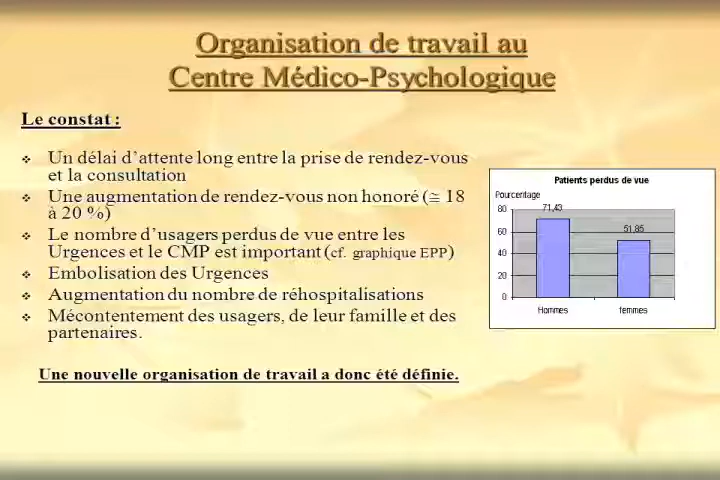 Organisation de travail au
Centre Médico-Psychologique
Le constat :
Un délai d'attente long entre la prise de rendez-vous
et la consultation
Une augmentation de rendez-vous non honoré (≅ 18
à 20 %)
Le nombre d'usagers perdus de vue entre les
Urgences et le CMP est important (cf. graphique EPP)
Embolisation des Urgences
Augmentation du nombre de réhospitalisations
Mécontentement des usagers, de leur famille et des
partenaires.
Une nouvelle organisation de travail a donc été définie.
Patients perdus de vue
Pourcentage
80
60
40
20
0
71,43
51,85
Hommes
femmes